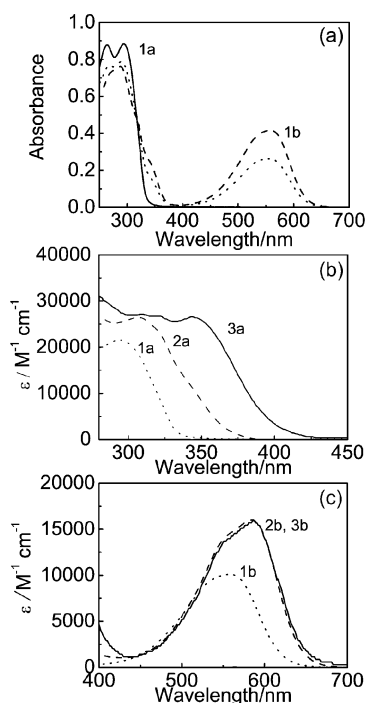 (a)
1.0
0.8
0.6
0.4
0.2
0.0
Absorbance
1a
1b
300 400 500 600 700
Wavelength/nm
(b)
40000
30000
20000
10000
0
ε / M⁻¹ cm⁻¹
1a
2a
3a
300 350 400 450
Wavelength/nm
(c)
20000
15000
10000
5000
0
ε / M⁻¹ cm⁻¹
2b, 3b
1b
400 500 600 700
Wavelength/nm